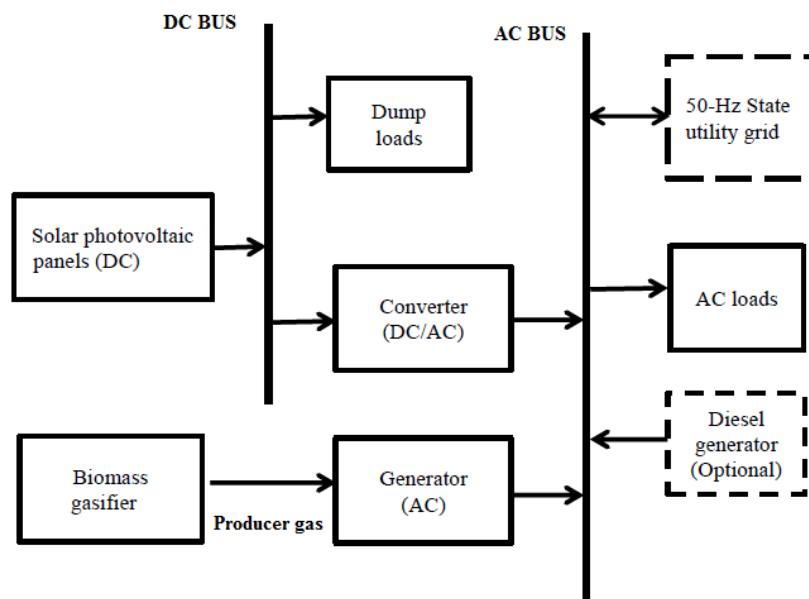 DC BUS
AC BUS
Dump
loads
50-Hz State
utility grid
Solar photovoltaic
panels (DC)
Converter
(DC/AC)
AC loads
Biomass
gasifier
Producer gas
Generator
(AC)
Diesel
generator
(Optional)